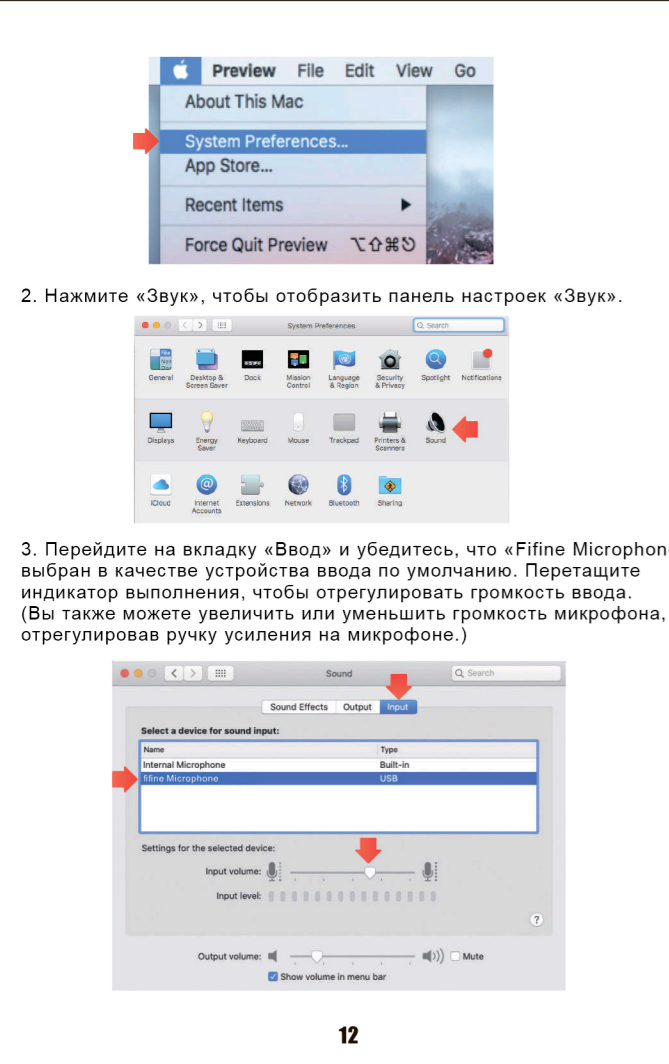 Preview File Edit View Go
About This Mac
System Preferences...
App Store...
Recent Items
Force Quit Preview ⌥⇧⌘⎋
2. Нажмите «Звук», чтобы отобразить панель настроек «Звук».
System Preferences
Search
General
Desktop &
Screen Saver
Dock
Mission
Control
Language
& Region
Security
& Privacy
Spotlight
Notifications
Displays
Energy
Saver
Keyboard
Mouse
Trackpad
Printers &
Scanners
Sound
iCloud
Internet
Accounts
Extensions
Network
Bluetooth
Sharing
3. Перейдите на вкладку «Ввод» и убедитесь, что «Fifine Microphon
выбран в качестве устройства ввода по умолчанию. Перетащите
индикатор выполнения, чтобы отрегулировать громкость ввода.
(Вы также можете увеличить или уменьшить громкость микрофона,
отрегулировав ручку усиления на микрофоне.)
Sound
Search
Sound Effects Output Input
Select a device for sound input:
Name Type
Internal Microphone Built-in
fifine Microphone USB
Settings for the selected device:
Input volume:
Input level:
?
Output volume: Mute
Show volume in menu bar
12